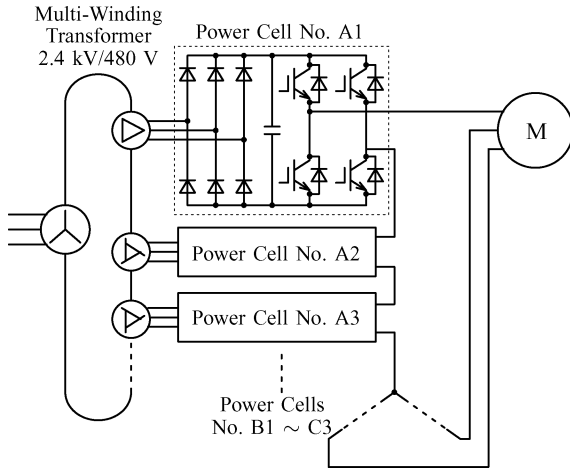 Multi-Winding
Transformer
2.4 kV/480 V
Power Cell No. A1
M
Power Cell No. A2
Power Cell No. A3
Power Cells
No. B1 ~ C3